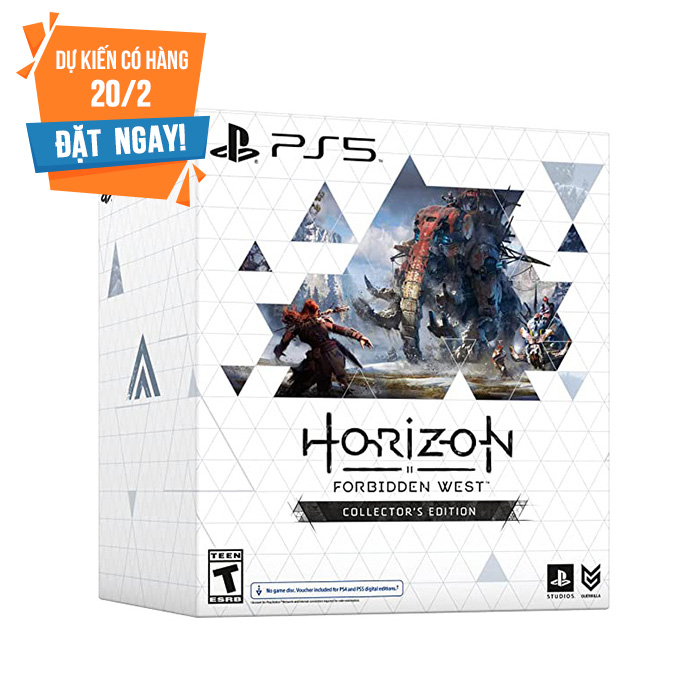 DỰ KIẾN CÓ HÀNG
20/2
ĐẶT NGAY!
PS5
HORIZON
II
FORBIDDEN WEST™
COLLECTOR'S EDITION
TEEN
T
ESRB
No game disc. Voucher included for PS4 and PS5 digital editions.
STUDIOS
GUERRILLA